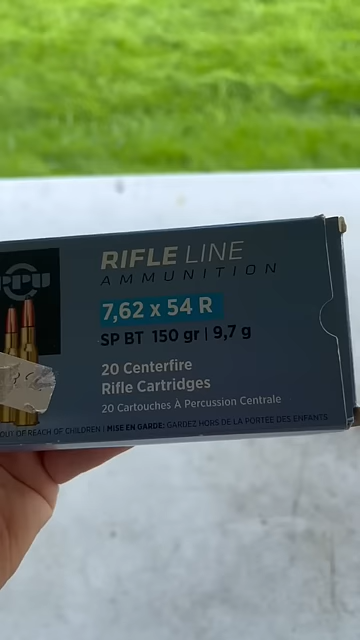 PPU
RIFLE LINE
AMMUNITION
7,62 x 54 R
SP BT 150 gr | 9,7 g
20 Centerfire
Rifle Cartridges
20 Cartouches À Percussion Centrale
OUT OF REACH OF CHILDREN | MISE EN GARDE: GARDEZ HORS DE LA PORTÉE DES ENFANTS